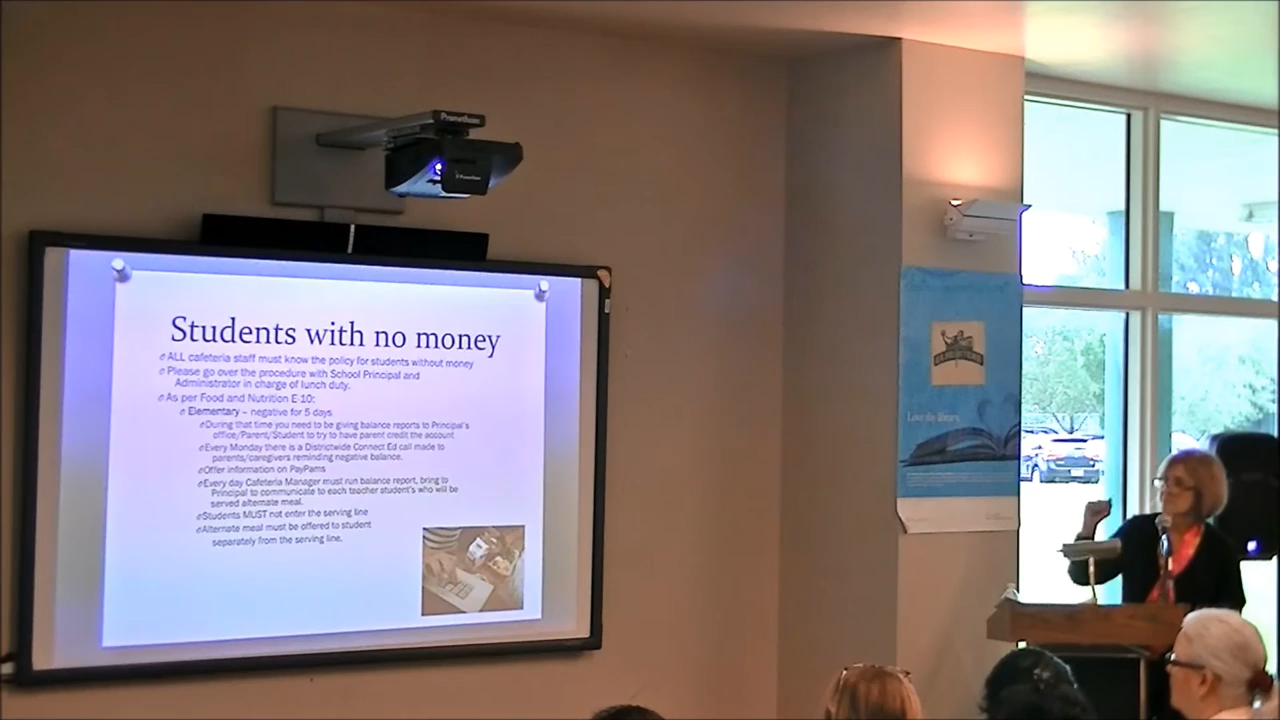 Promethean
Students with no money
ALL cafeteria staff must know the policy for students without money
Please go over the procedure with School Principal and
Administrator in charge of lunch duty.
As per Food and Nutrition E-10:
Elementary – negative for 5 days
During that time you need to be giving balance reports to Principal's
office/Parent/Student to try to have parent credit the account
Every Monday there is a Districtwide Connect Ed call made to
parents/caregivers reminding negative balance.
Offer information on PayPams
Every day Cafeteria Manager must run balance report, bring to
Principal to communicate to each teacher student's who will be
served alternate meal.
Students MUST not enter the serving line
Alternate meal must be offered to student
separately from the serving line.
Love my library.